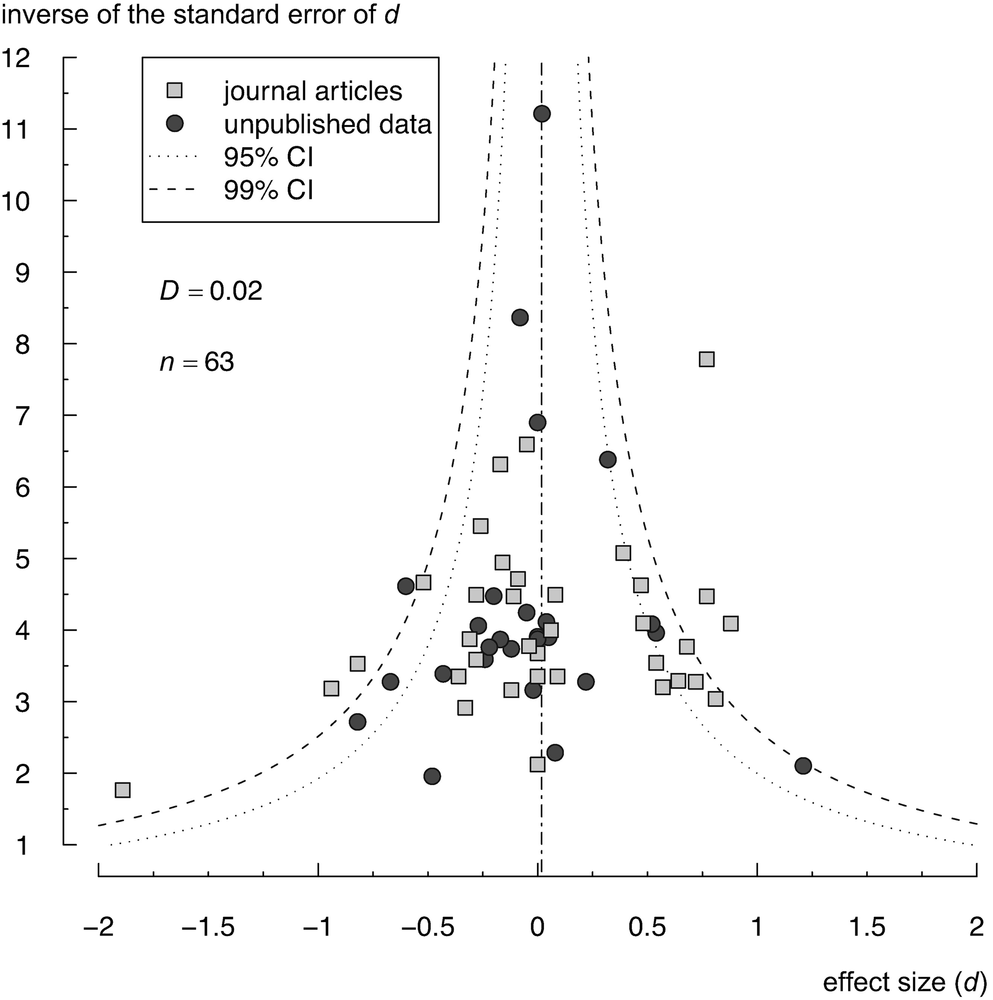 inverse of the standard error of d
12
11
10
9
8
7
6
5
4
3
2
1
journal articles
unpublished data
95% CI
99% CI
D = 0.02
n = 63
−2 −1.5 −1 −0.5 0 0.5 1 1.5 2
effect size (d)